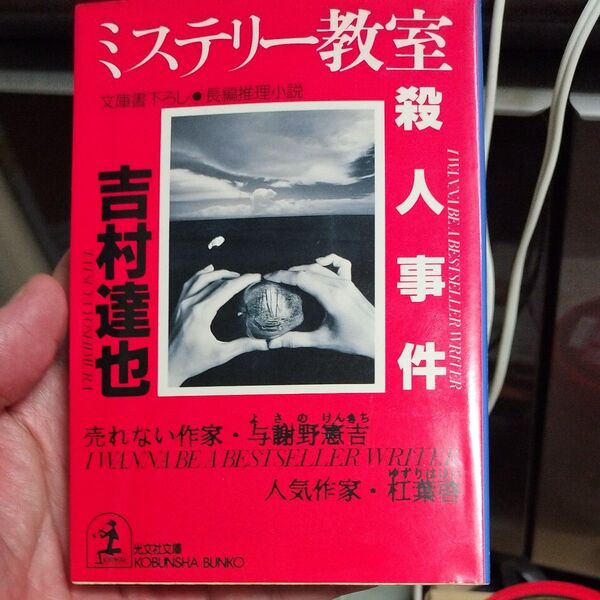 ミステリー教室
文庫書下ろし●長編推理小説
殺人事件
I WANNA BE A BESTSELLER WRITER
吉村達也
TATSUYA YOSHIMURA
よさのけんきち
売れない作家・与謝野憲吉
I WANNA BE A BESTSELLER WRITER
人気作家・杠葉
光文社文庫
KOBUNSHA BUNKO